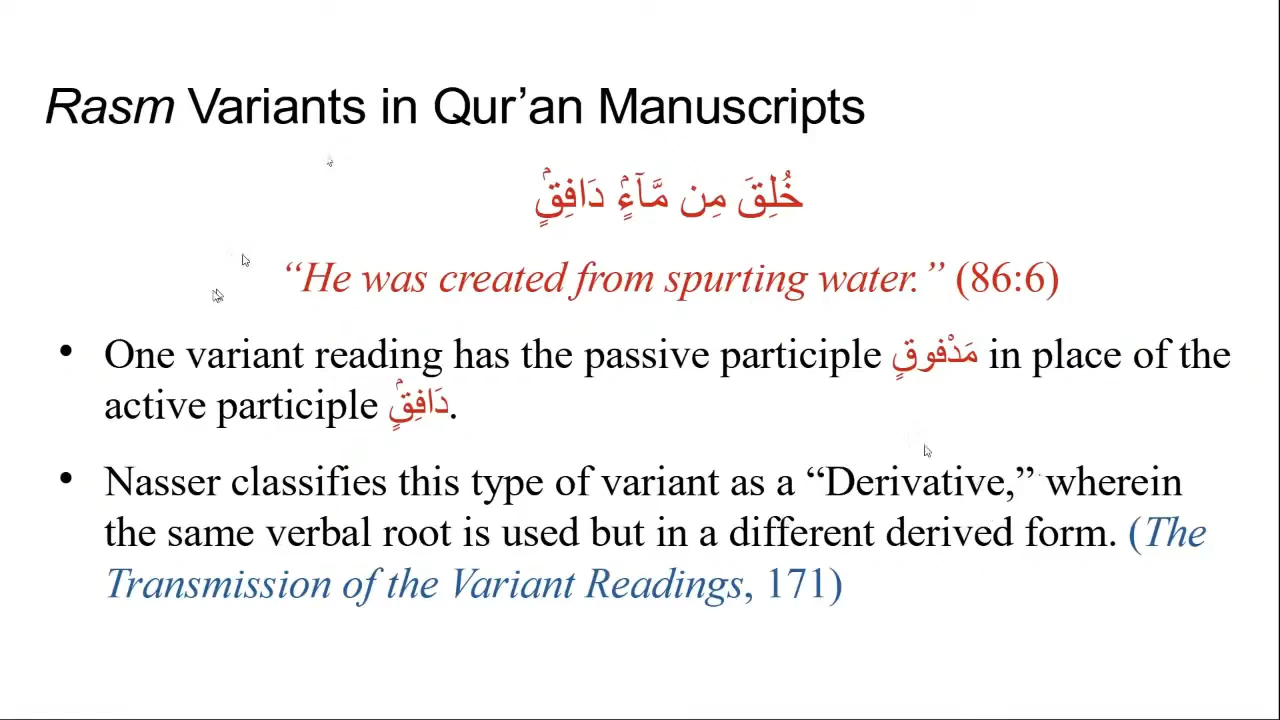 Rasm Variants in Qur’an Manuscripts
خُلِقَ مِن مَّآءٍۢ دَافِقٍۢ
“He was created from spurting water.” (86:6)
• One variant reading has the passive participle مَدْفوقٍ in place of the
active participle دَافِقٍۢ.
• Nasser classifies this type of variant as a “Derivative,” wherein
the same verbal root is used but in a different derived form. (The
Transmission of the Variant Readings, 171)